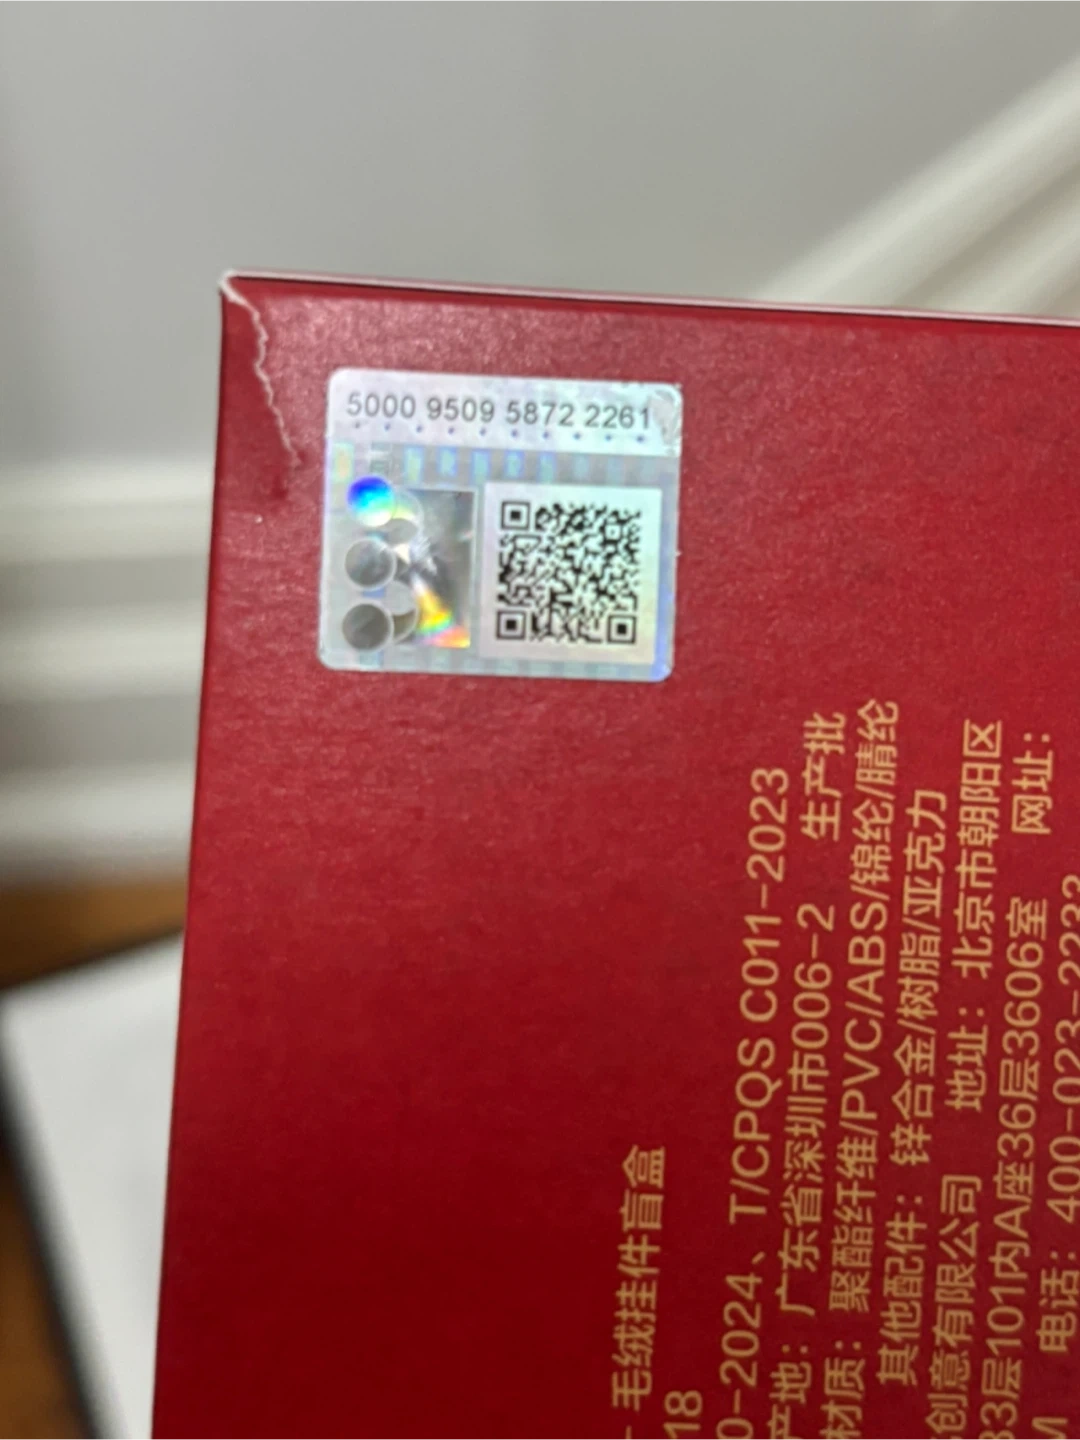 5000 9509 5872 2261
毛绒挂件盲盒
18
0-2024、T/CPQS C011-2023
产地：广东省深圳市006-2 生产批
材质：聚酯纤维/PVC/ABS/锦纶/腈纶
其他配件：锌合金/树脂/亚克力
创意有限公司 地址：北京市朝阳区
33层101内A座36层3606室 网址：
M 电话：400-023-2233